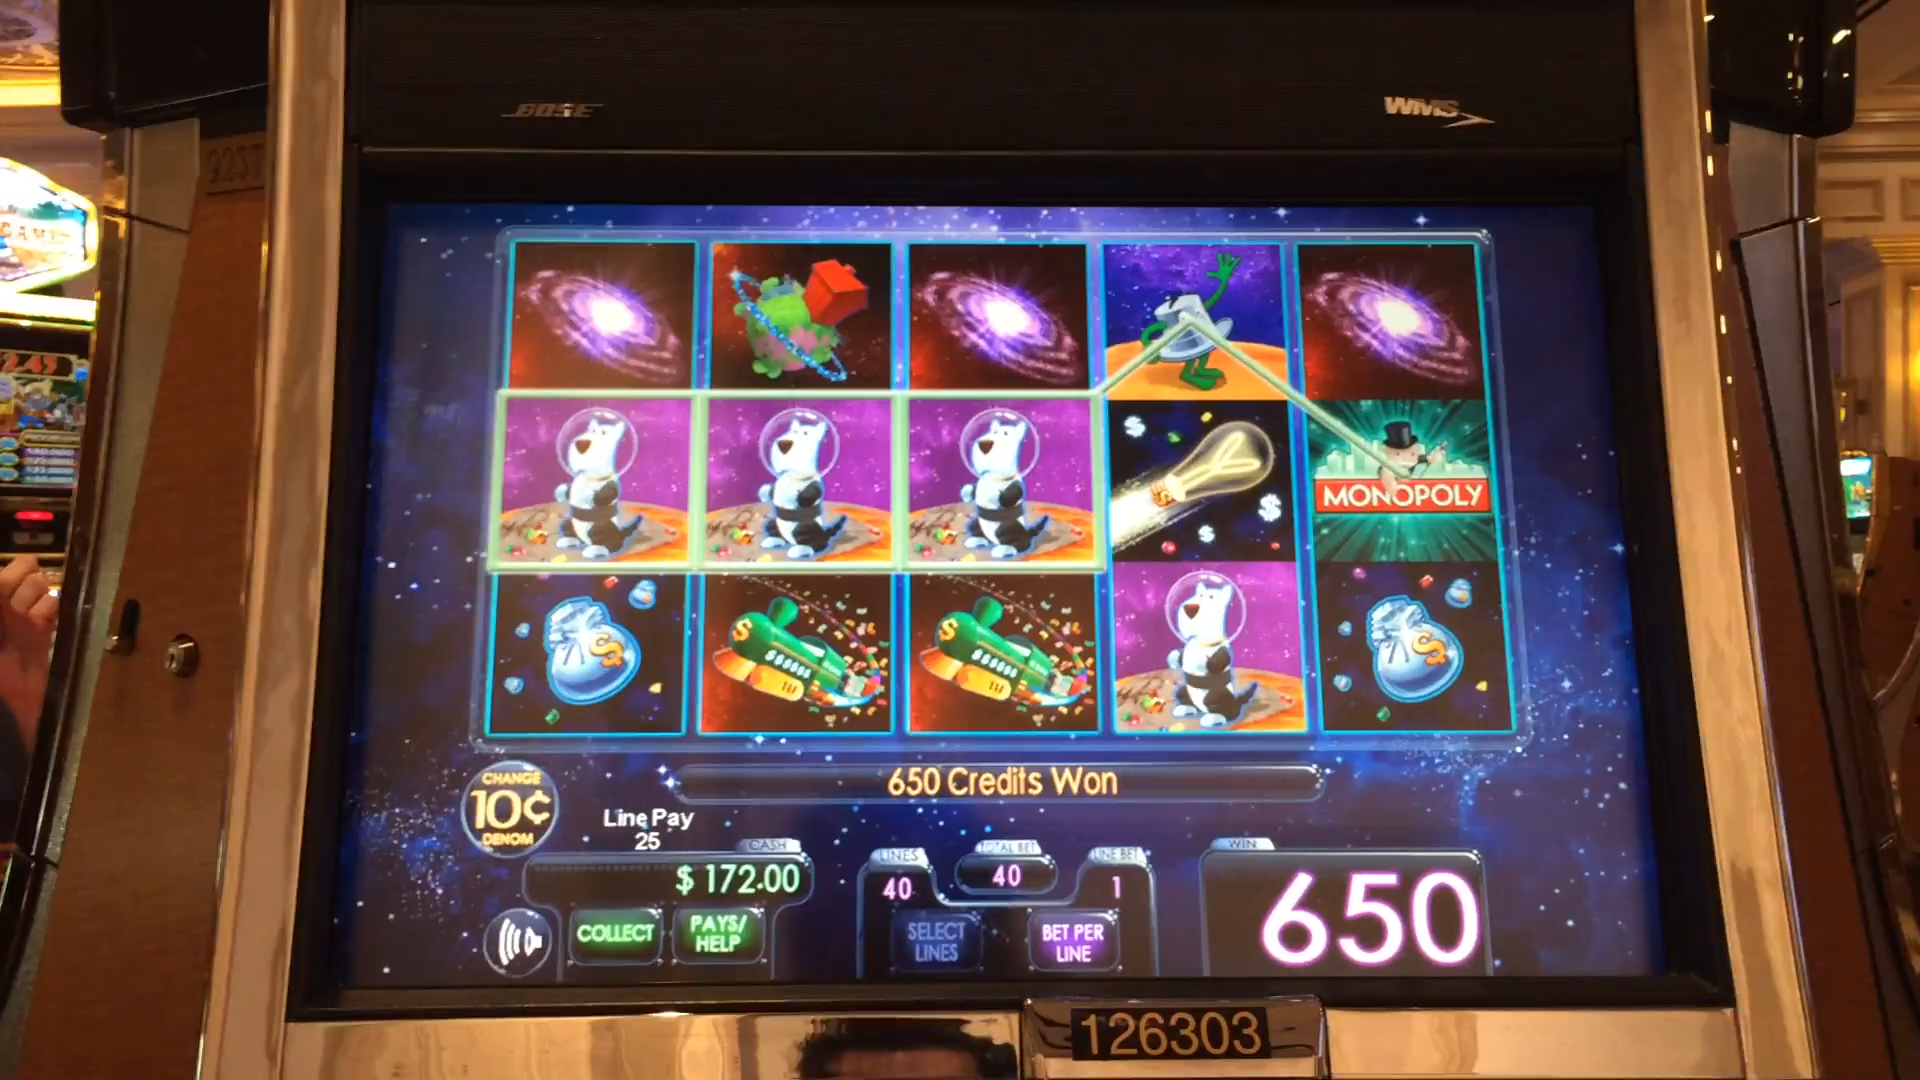 BOSE
WMS
9237
MONOPOLY
650 Credits Won
CHANGE
10¢
DENOM
Line Pay
25
CASH
$ 172.00
LINES
40
TOTAL BET
40
LINE BET
1
WIN
650
COLLECT
PAYS/
HELP
SELECT
LINES
BET PER
LINE
126303